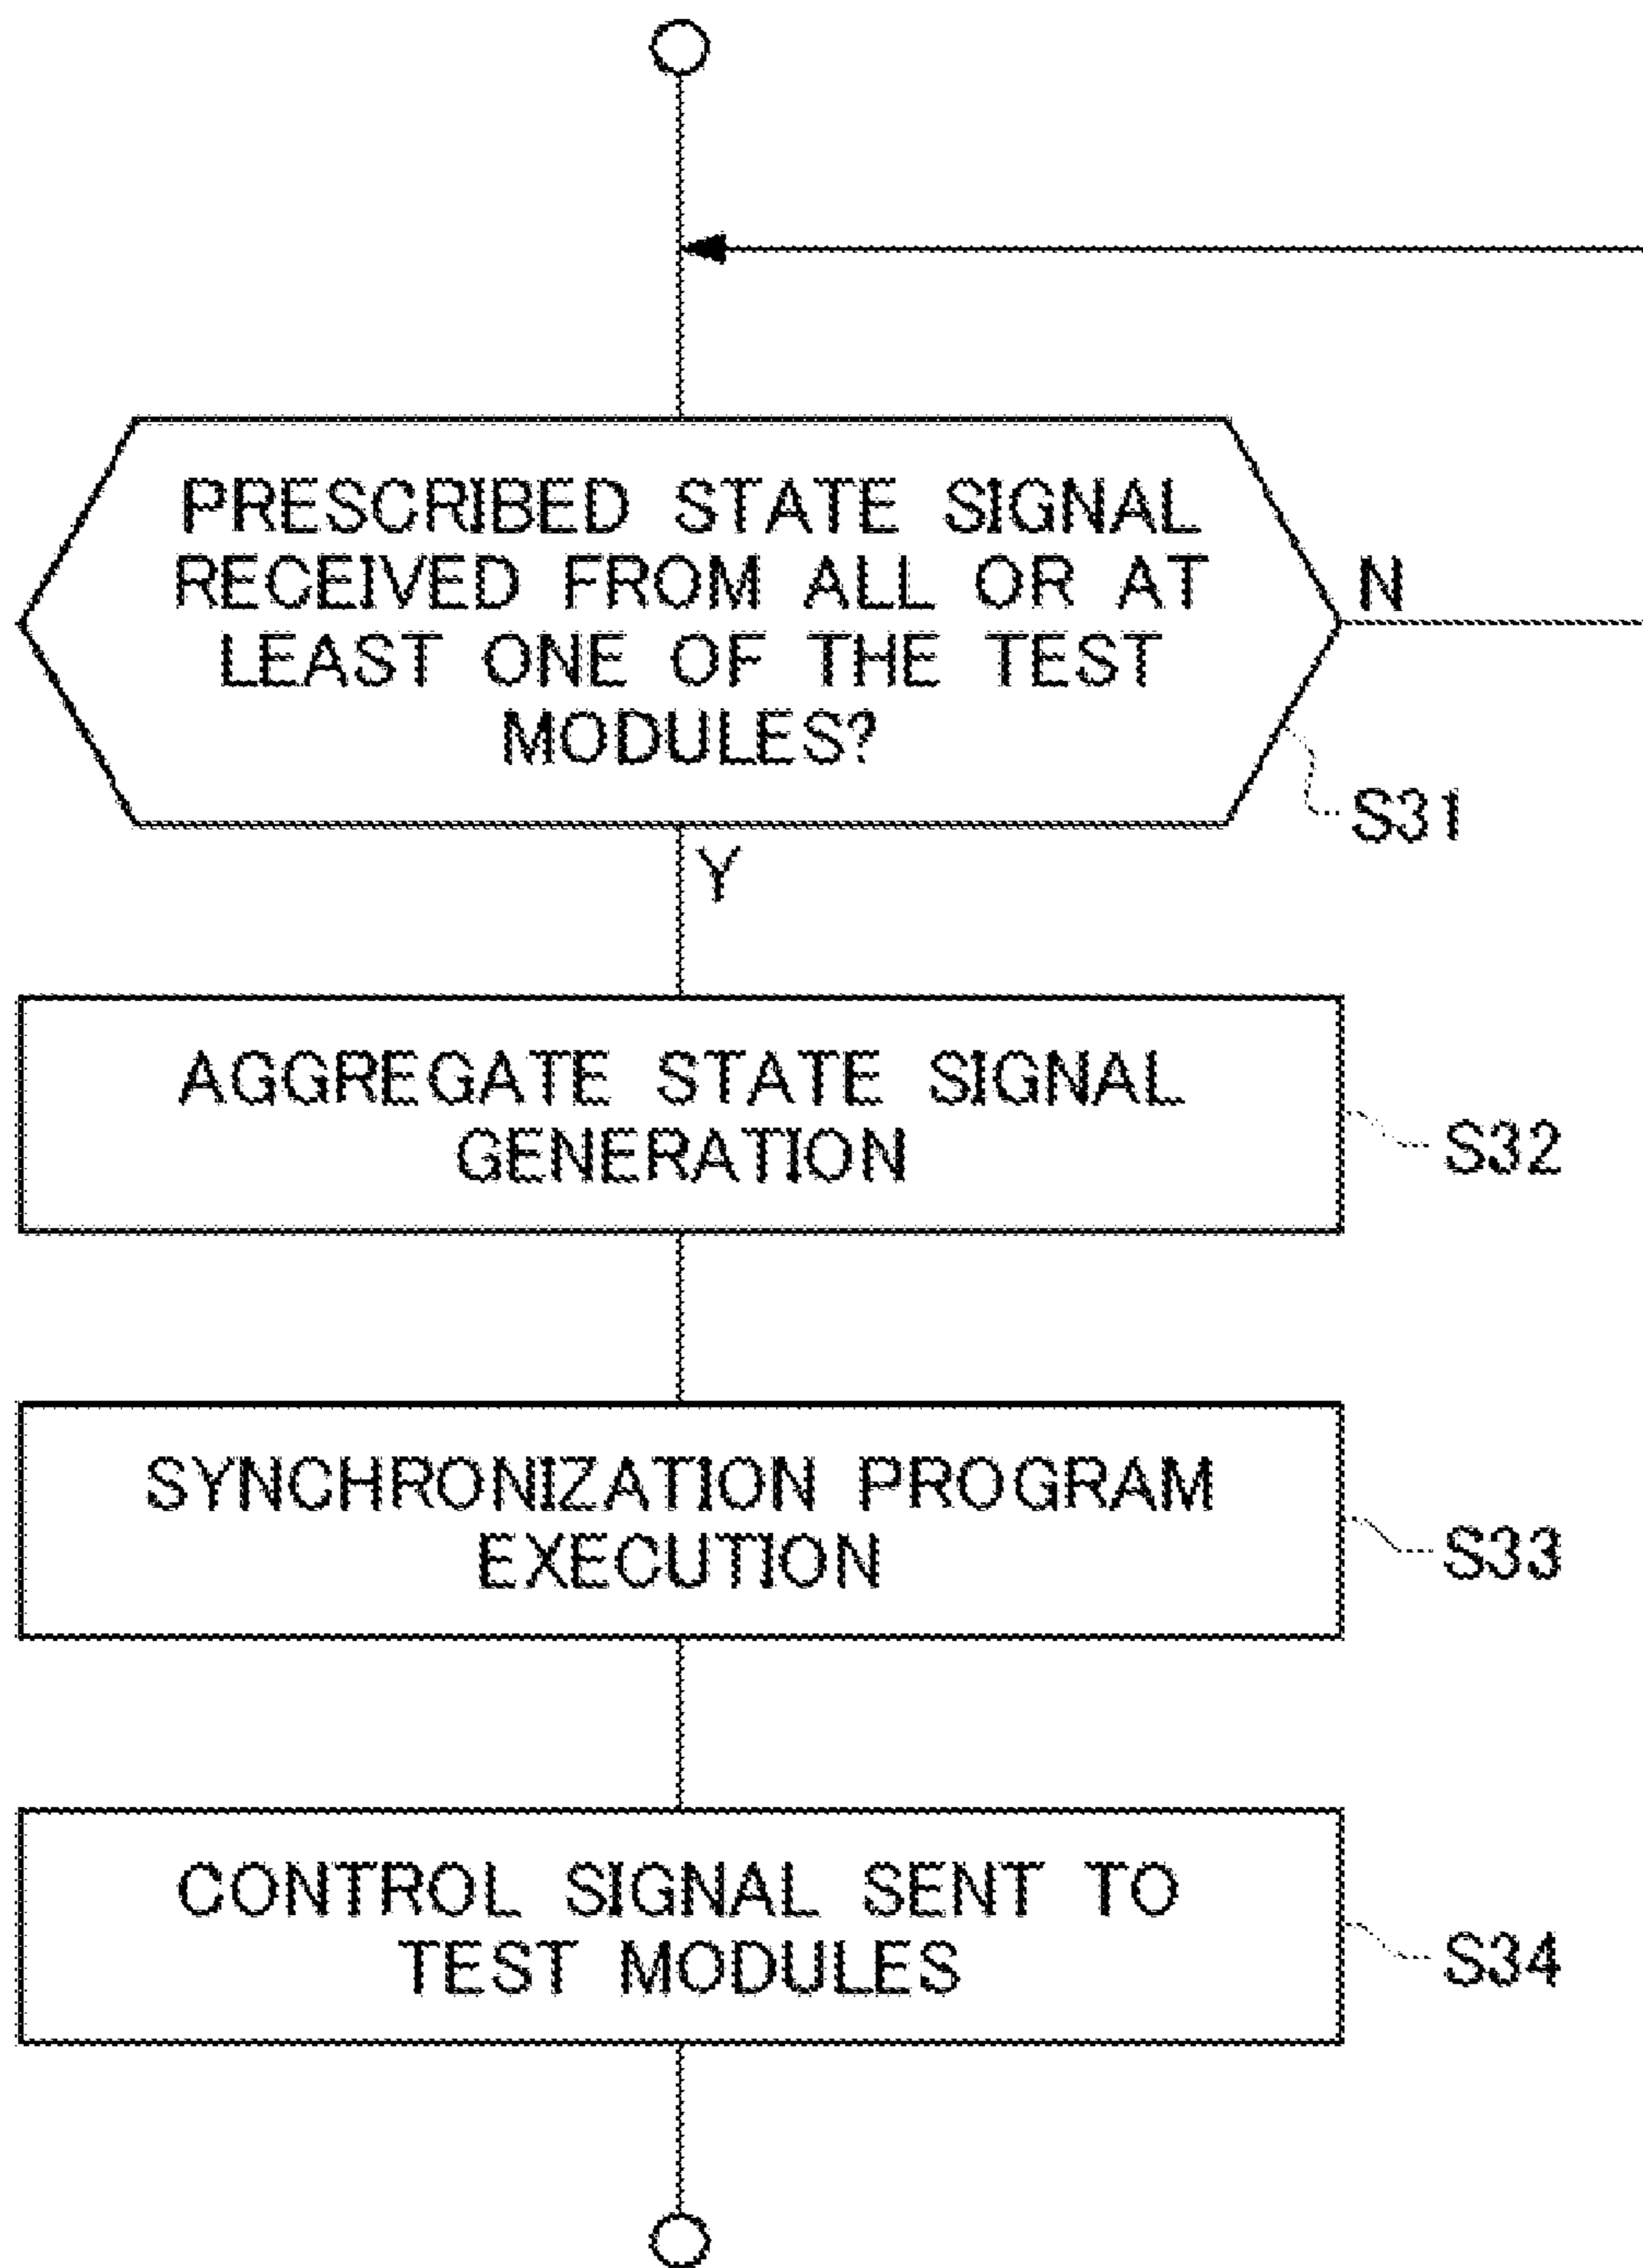 PRESCRIBED STATE SIGNAL
RECEIVED FROM ALL OR AT
LEAST ONE OF THE TEST
MODULES?
N
S31
Y
AGGREGATE STATE SIGNAL
GENERATION
S32
SYNCHRONIZATION PROGRAM
EXECUTION
S33
CONTROL SIGNAL SENT TO
TEST MODULES
S34